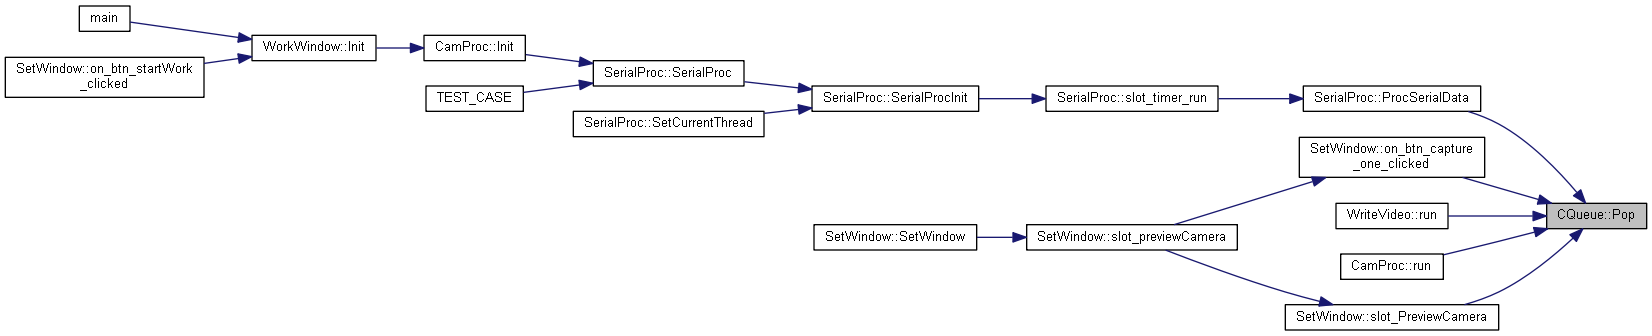 main
WorkWindow::Init
SetWindow::on_btn_startWork
_clicked
CamProc::Init
SerialProc::SerialProc
TEST_CASE
SerialProc::SetCurrentThread
SerialProc::SerialProcInit
SerialProc::slot_timer_run
SerialProc::ProcSerialData
SetWindow::on_btn_capture
_one_clicked
WriteVideo::run
CQueue::Pop
SetWindow::SetWindow
SetWindow::slot_previewCamera
CamProc::run
SetWindow::slot_PreviewCamera